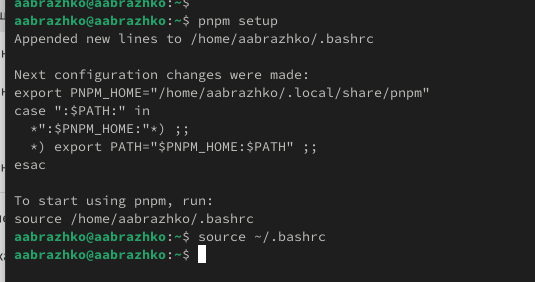 aabrazhko@aabrazhko:~$
aabrazhko@aabrazhko:~$ pnpm setup
Appended new lines to /home/aabrazhko/.bashrc
Next configuration changes were made:
export PNPM_HOME="/home/aabrazhko/.local/share/pnpm"
case ":$PATH:" in
  *":$PNPM_HOME:"*) ;;
  *) export PATH="$PNPM_HOME:$PATH" ;;
esac
To start using pnpm, run:
source /home/aabrazhko/.bashrc
aabrazhko@aabrazhko:~$ source ~/.bashrc
aabrazhko@aabrazhko:~$